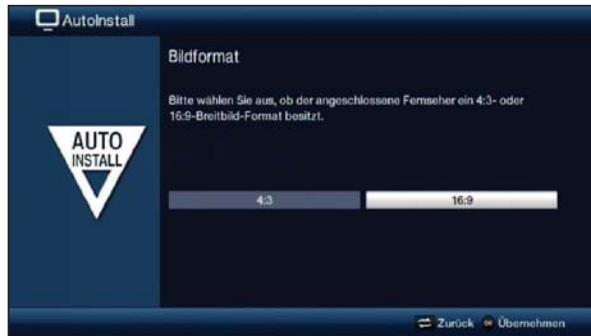 AutoInstall
Bildformat
Bitte wählen Sie aus, ob der angeschlossene Fernseher ein 4:3- oder
16:9-Breitbild-Format besitzt.
AUTO
INSTALL
4:3
16:9
Zurück OK Übernehmen